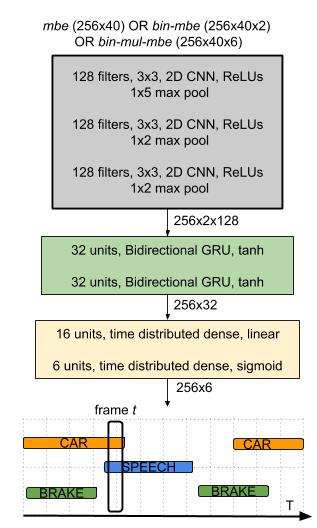 mbe (256x40) OR bin-mbe (256x40x2)
OR bin-mul-mbe (256x40x6)
128 filters, 3x3, 2D CNN, ReLUs
1x5 max pool
128 filters, 3x3, 2D CNN, ReLUs
1x2 max pool
128 filters, 3x3, 2D CNN, ReLUs
1x2 max pool
256x2x128
32 units, Bidirectional GRU, tanh
32 units, Bidirectional GRU, tanh
256x32
16 units, time distributed dense, linear
6 units, time distributed dense, sigmoid
256x6
frame t
CAR
CAR
SPEECH
BRAKE
BRAKE
T